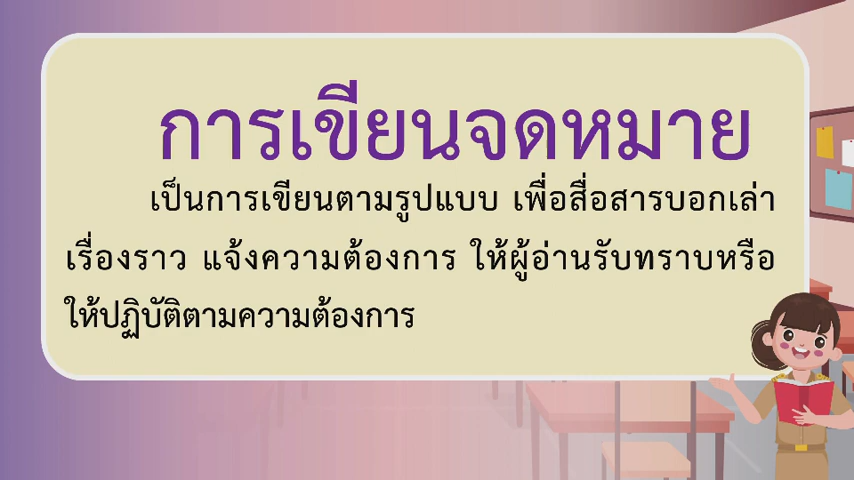 การเขียนจดหมาย
เป็นการเขียนตามรูปแบบ เพื่อสื่อสารบอกเล่า
เรื่องราว แจ้งความต้องการ ให้ผู้อ่านรับทราบหรือ
ให้ปฏิบัติตามความต้องการ